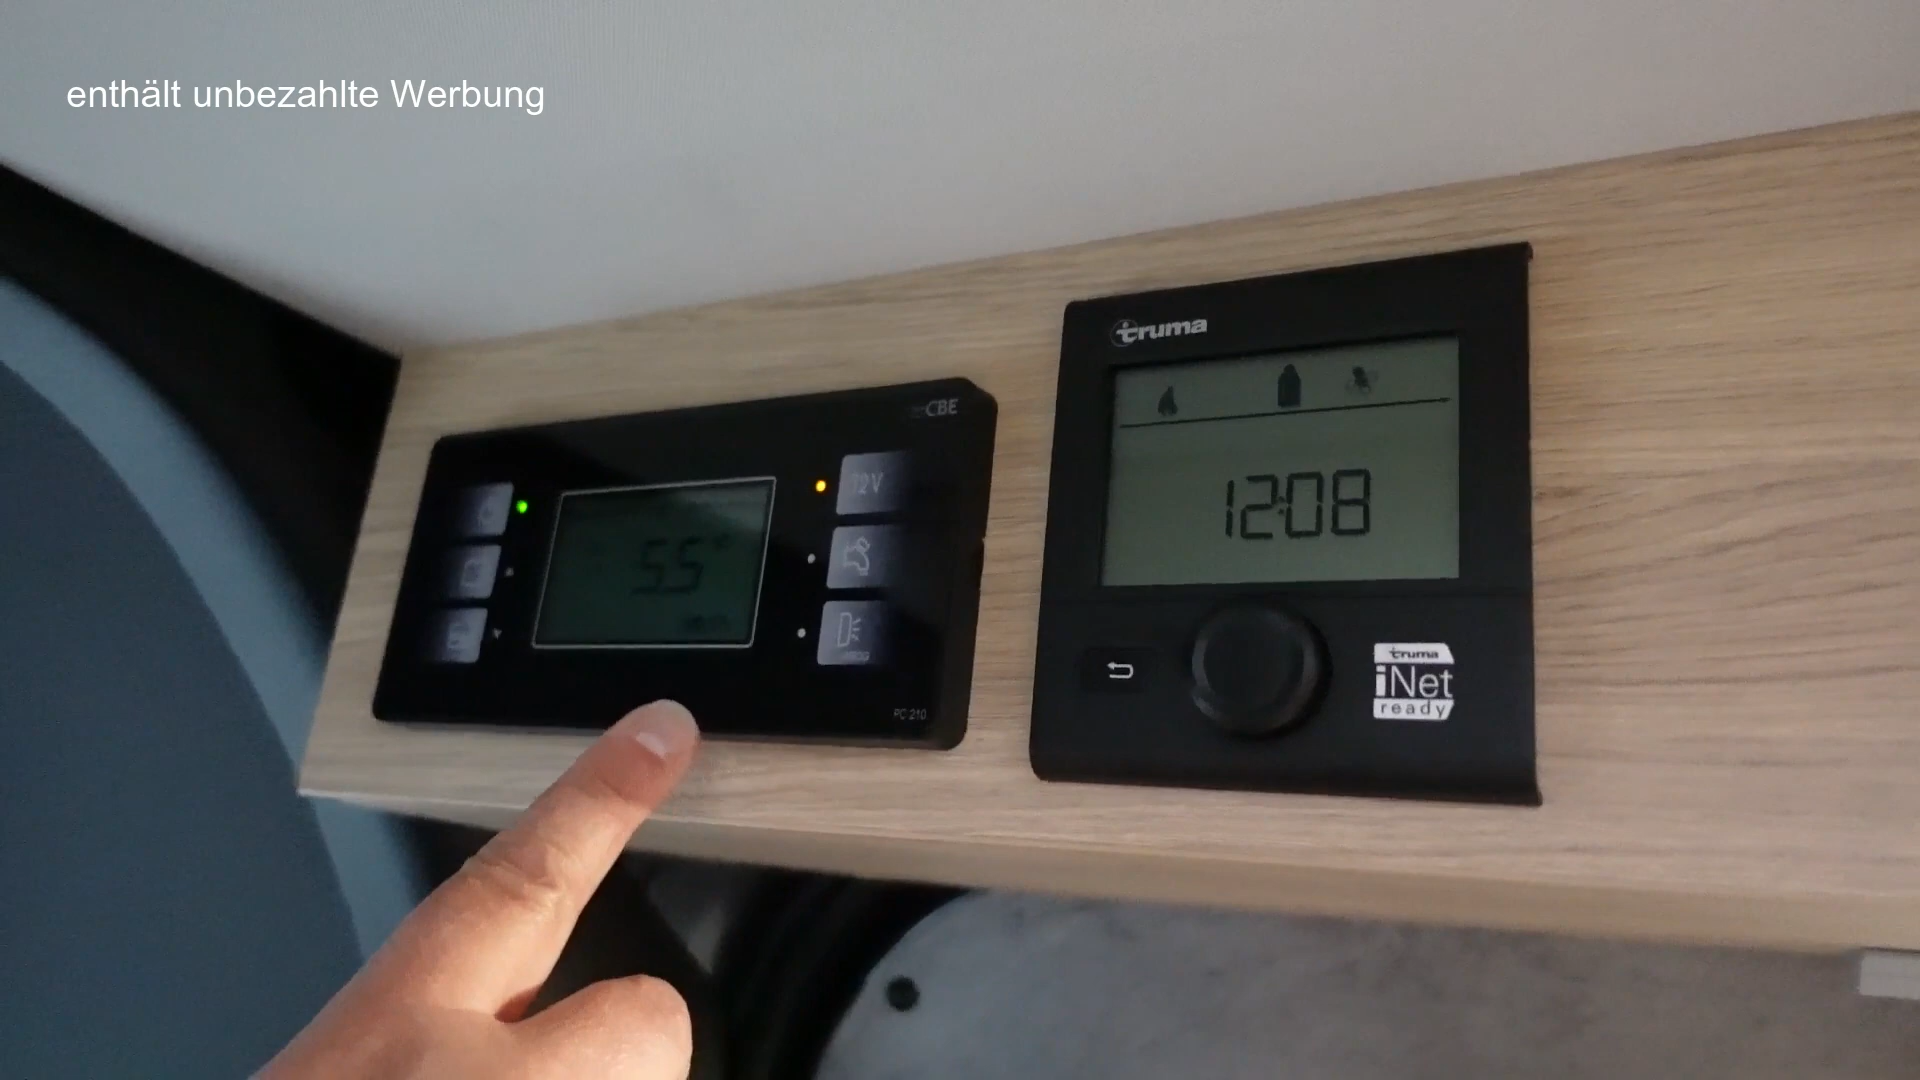 enthält unbezahlte Werbung
CBE
12V
5.5°
PC 210
truma
12:08
truma
iNet
ready